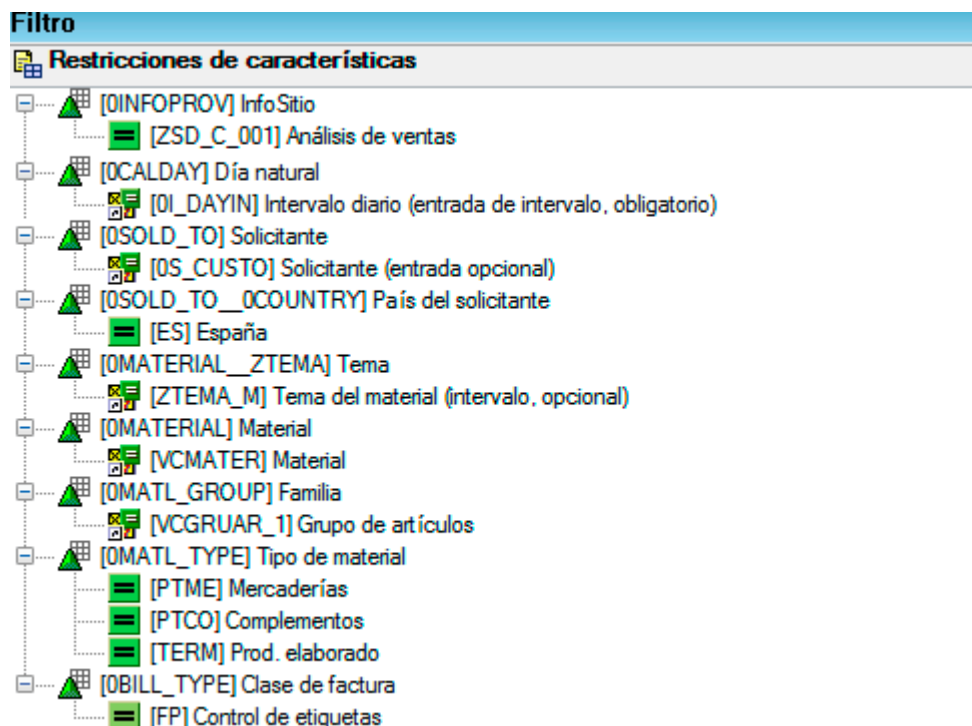 Filtro
Restricciones de características
[0INFOPROV] InfoSitio
[ZSD_C_001] Análisis de ventas
[0CALDAY] Día natural
[0I_DAYIN] Intervalo diario (entrada de intervalo, obligatorio)
[0SOLD_TO] Solicitante
[0S_CUSTO] Solicitante (entrada opcional)
[0SOLD_TO__0COUNTRY] País del solicitante
[ES] España
[0MATERIAL__ZTEMA] Tema
[ZTEMA_M] Tema del material (intervalo, opcional)
[0MATERIAL] Material
[VCMATER] Material
[0MATL_GROUP] Familia
[VCGRUAR_1] Grupo de artículos
[0MATL_TYPE] Tipo de material
[PTME] Mercaderías
[PTCO] Complementos
[TERM] Prod. elaborado
[0BILL_TYPE] Clase de factura
[FP] Control de etiquetas